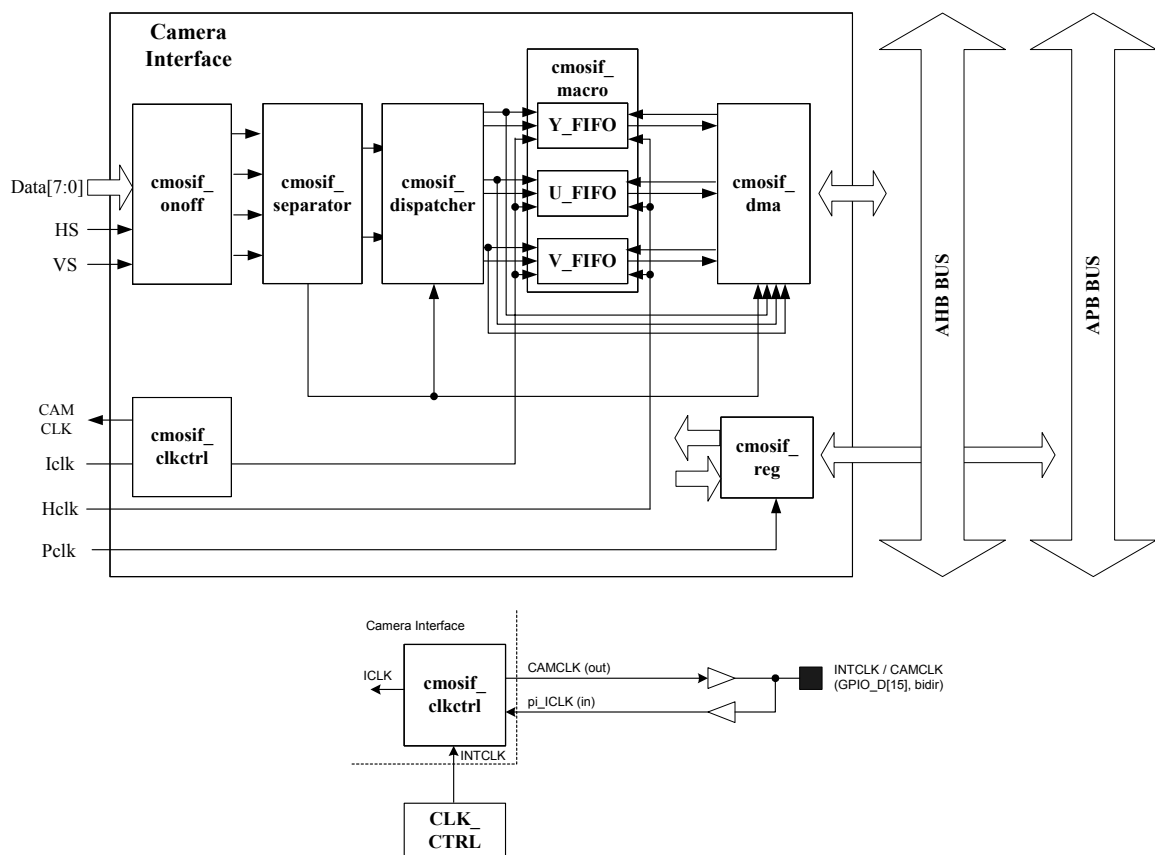 Camera
Interface
cmosif_
macro
Y_FIFO
U_FIFO
V_FIFO
cmosif_
onoff
cmosif_
separator
cmosif_
dispatcher
cmosif_
dma
Data[7:0]
HS
VS
CAM
CLK
Iclk
Hclk
Pclk
cmosif_
clkctrl
cmosif_
reg
AHB BUS
APB BUS
Camera Interface
ICLK
cmosif_
clkctrl
CAMCLK (out)
pi_ICLK (in)
INTCLK / CAMCLK
(GPIO_D[15], bidir)
INTCLK
CLK_
CTRL